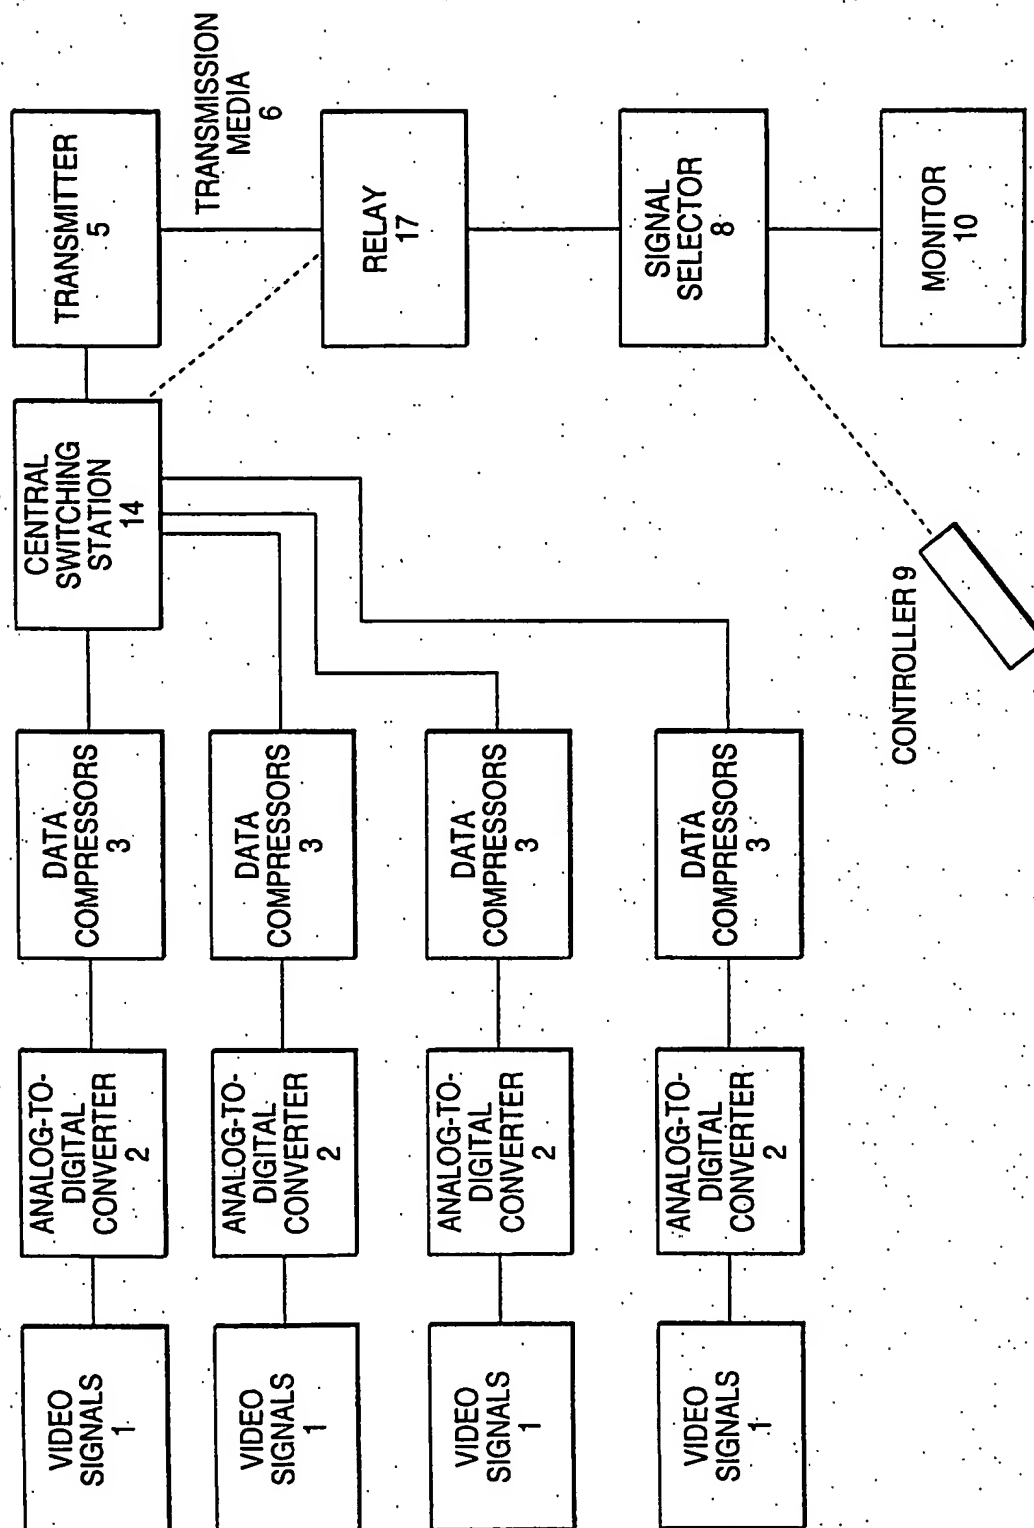 VIDEO
SIGNALS
1
ANALOG-TO-
DIGITAL
CONVERTER
2
DATA
COMPRESSORS
3
CENTRAL
SWITCHING
STATION
14
TRANSMITTER
5
VIDEO
SIGNALS
1
ANALOG-TO-
DIGITAL
CONVERTER
2
DATA
COMPRESSORS
3
TRANSMISSION
MEDIA
6
VIDEO
SIGNALS
1
ANALOG-TO-
DIGITAL
CONVERTER
2
DATA
COMPRESSORS
3
RELAY
17
VIDEO
SIGNALS
1
ANALOG-TO-
DIGITAL
CONVERTER
2
DATA
COMPRESSORS
3
SIGNAL
SELECTOR
8
CONTROLLER 9
MONITOR
10